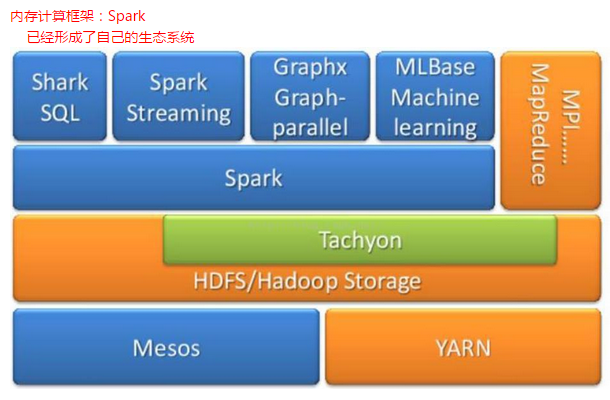 内存计算框架：Spark
已经形成了自己的生态系统
Shark
SQL
Spark
Streaming
Graphx
Graph-
parallel
MLBase
Machine
learning
MPI......
MapReduce
Spark
Tachyon
HDFS/Hadoop Storage
Mesos
YARN